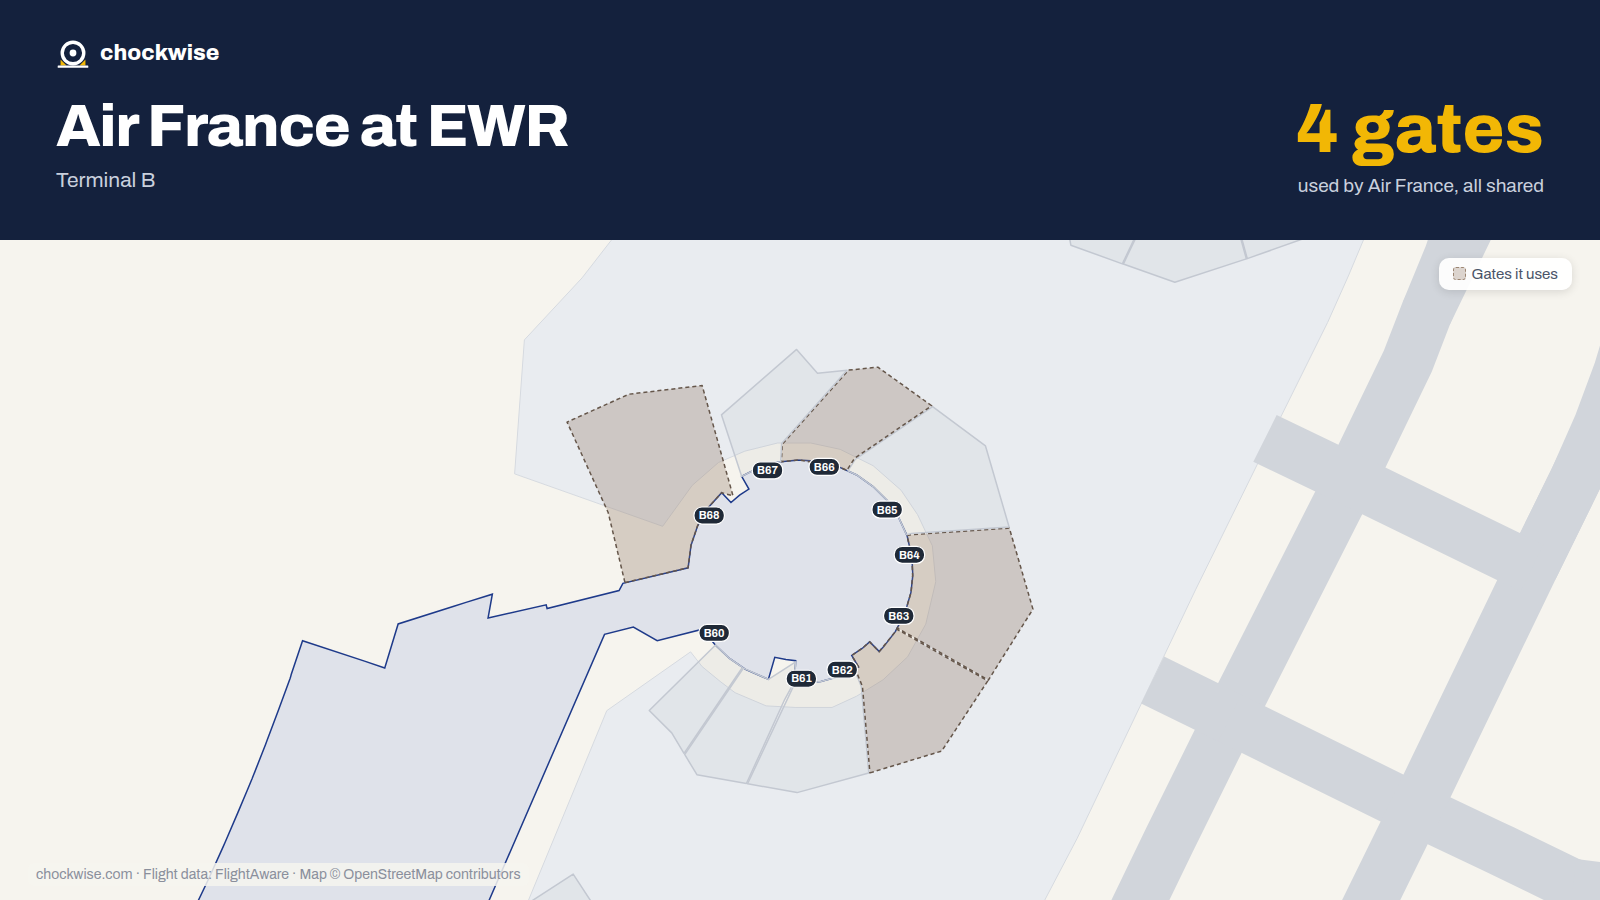 chockwise
Air France at EWR
Terminal B
4 gates
used by Air France, all shared
Gates it uses
B67
B66
B68
B65
B64
B63
B60
B62
B61
chockwise.com · Flight data: FlightAware · Map © OpenStreetMap contributors